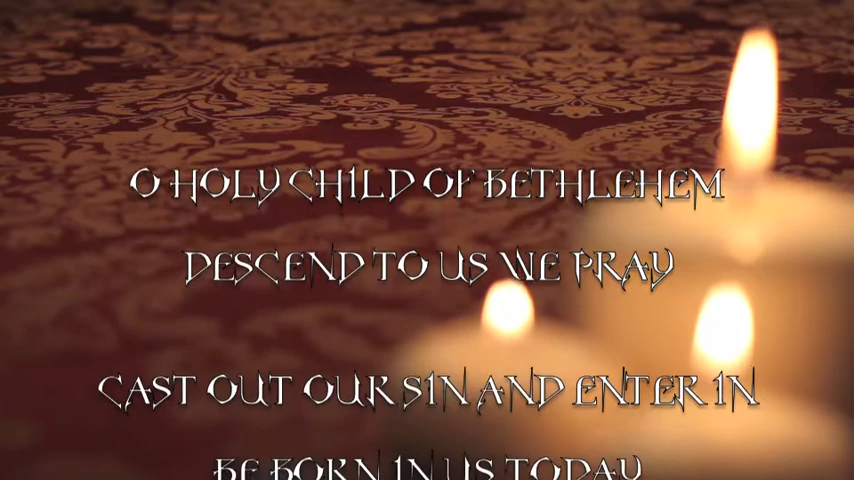 O HOLY CHILD OF BETHLEHEM
DESCEND TO US WE PRAY
CAST OUT OUR SIN AND ENTER IN
BE BORN IN US TODAY